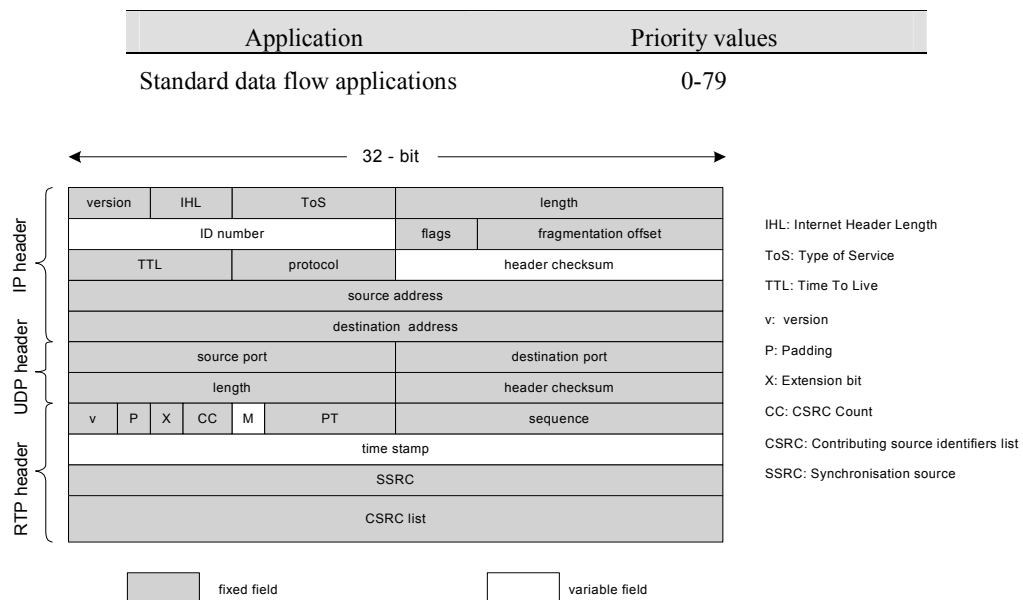 Application Priority values
Standard data flow applications 0-79
32 - bit
IP header
UDP header
RTP header
version IHL ToS length
ID number flags fragmentation offset
TTL protocol header checksum
source address
destination address
source port destination port
length header checksum
v P X CC M PT sequence
time stamp
SSRC
CSRC list
IHL: Internet Header Length
ToS: Type of Service
TTL: Time To Live
v: version
P: Padding
X: Extension bit
CC: CSRC Count
CSRC: Contributing source identifiers list
SSRC: Synchronisation source
fixed field variable field